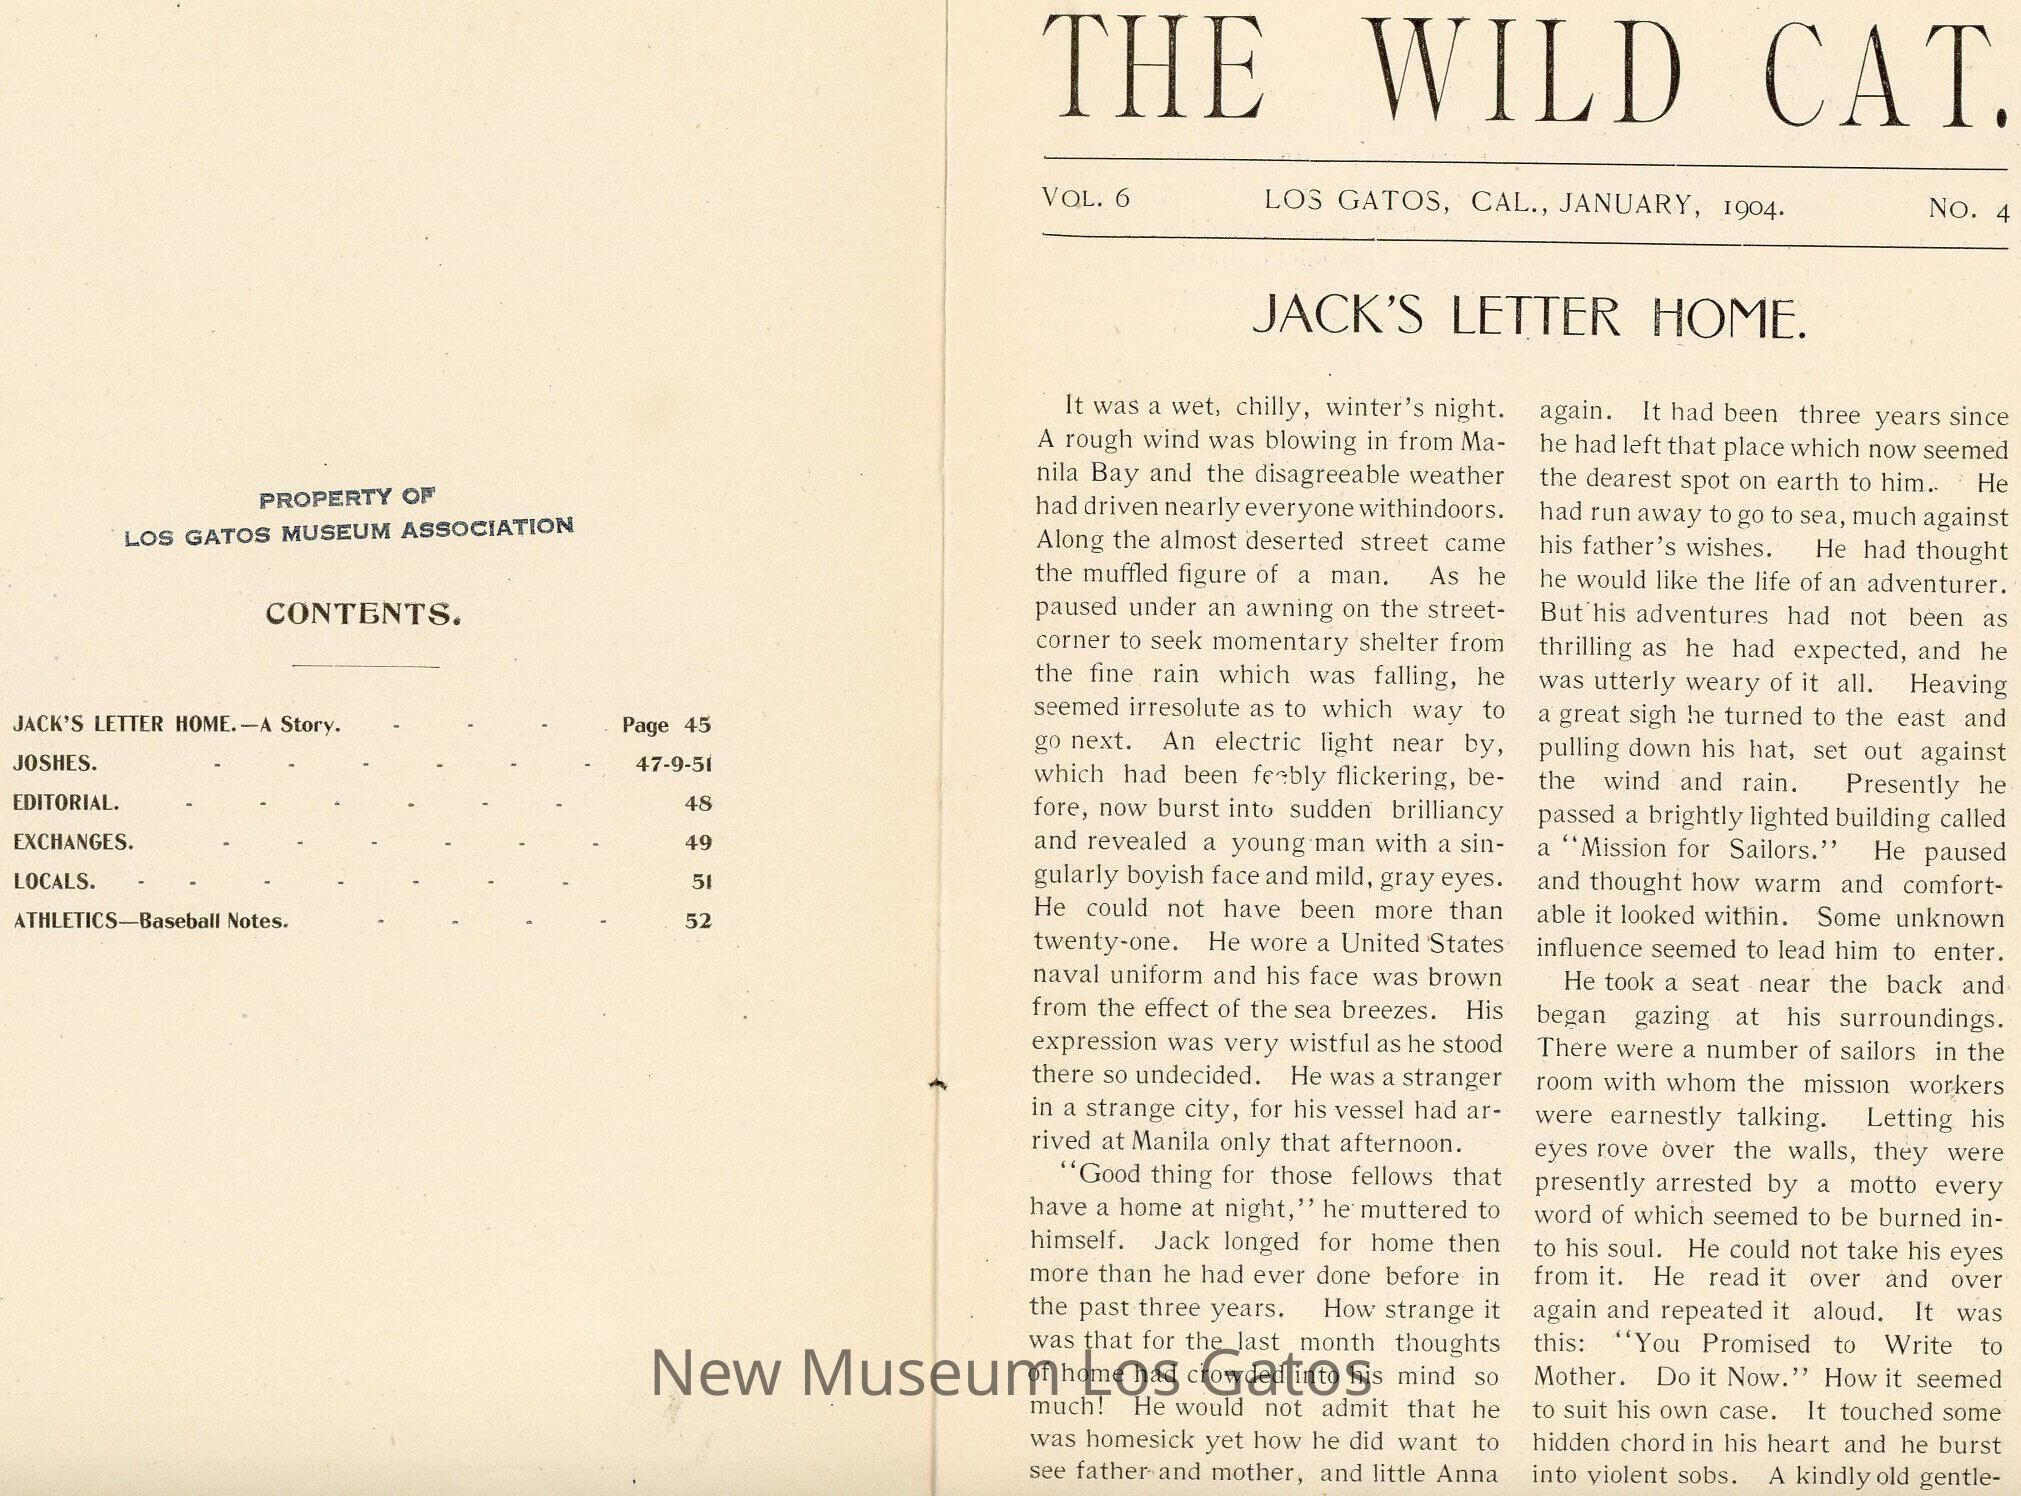 PROPERTY OF
LOS GATOS MUSEUM ASSOCIATION
CONTENTS.
JACK'S LETTER HOME.—A Story. - - - Page 45
JOSHES. - - - - - - 47-9-51
EDITORIAL. - - - - - - 48
EXCHANGES. - - - - - - 49
LOCALS. - - - - - - - 51
ATHLETICS—Baseball Notes. - - - - 52
THE WILD CAT.
VOL. 6 LOS GATOS, CAL., JANUARY, 1904. NO. 4
JACK'S LETTER HOME.
It was a wet, chilly, winter's night.
A rough wind was blowing in from Ma-
nila Bay and the disagreeable weather
had driven nearly everyone withindoors.
Along the almost deserted street came
the muffled figure of a man. As he
paused under an awning on the street-
corner to seek momentary shelter from
the fine rain which was falling, he
seemed irresolute as to which way to
go next. An electric light near by,
which had been feebly flickering, be-
fore, now burst into sudden brilliancy
and revealed a young man with a sin-
gularly boyish face and mild, gray eyes.
He could not have been more than
twenty-one. He wore a United States
naval uniform and his face was brown
from the effect of the sea breezes. His
expression was very wistful as he stood
there so undecided. He was a stranger
in a strange city, for his vessel had ar-
rived at Manila only that afternoon.
"Good thing for those fellows that
have a home at night," he muttered to
himself. Jack longed for home then
more than he had ever done before in
the past three years. How strange it
was that for the last month thoughts
of home had crowded into his mind so
much! He would not admit that he
was homesick yet how he did want to
see father and mother, and little Anna
again. It had been three years since
he had left that place which now seemed
the dearest spot on earth to him. He
had run away to go to sea, much against
his father's wishes. He had thought
he would like the life of an adventurer.
But his adventures had not been as
thrilling as he had expected, and he
was utterly weary of it all. Heaving
a great sigh he turned to the east and
pulling down his hat, set out against
the wind and rain. Presently he
passed a brightly lighted building called
a "Mission for Sailors." He paused
and thought how warm and comfort-
able it looked within. Some unknown
influence seemed to lead him to enter.
He took a seat near the back and
began gazing at his surroundings.
There were a number of sailors in the
room with whom the mission workers
were earnestly talking. Letting his
eyes rove over the walls, they were
presently arrested by a motto every
word of which seemed to be burned in-
to his soul. He could not take his eyes
from it. He read it over and over
again and repeated it aloud. It was
this: "You Promised to Write to
Mother. Do it Now." How it seemed
to suit his own case. It touched some
hidden chord in his heart and he burst
into violent sobs. A kindly old gentle-
New Museum Los Gatos